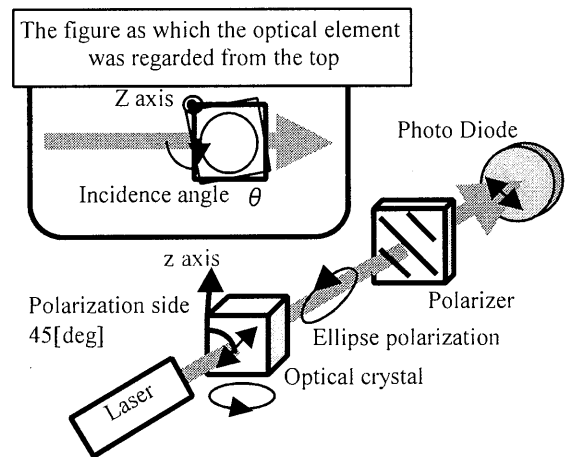 The figure as which the optical element
was regarded from the top
Z axis
Incidence angle θ
Photo Diode
z axis
Polarization side
45[deg]
Polarizer
Ellipse polarization
Optical crystal
Laser